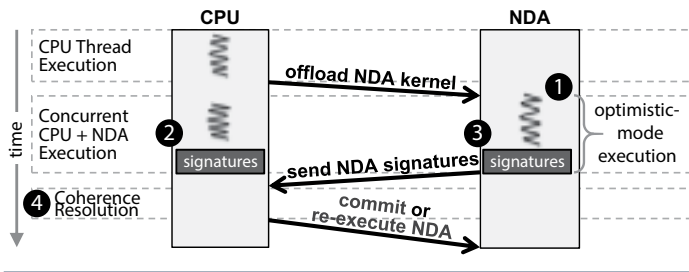 CPU
NDA
CPU Thread
Execution
offload NDA kernel
1
time
Concurrent
CPU + NDA
Execution
2
3
optimistic-
mode
execution
signatures
signatures
send NDA signatures
4
Coherence
Resolution
commit or
re-execute NDA